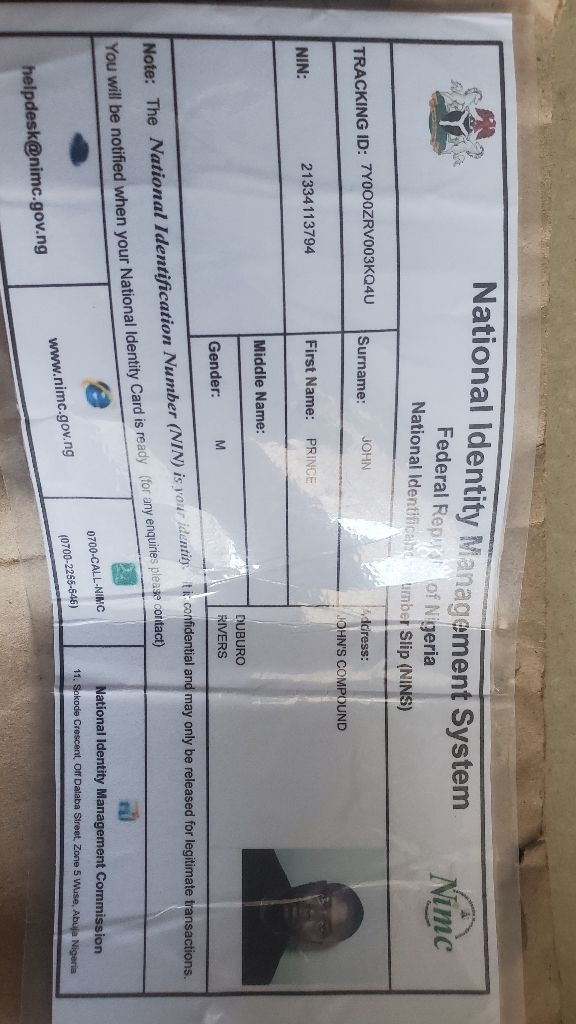 National Identity Management System
Federal Republic of Nigeria
National Identification Number Slip (NINS)
Nimc
TRACKING ID: 7Y0O0ZRV003KQ4U
Surname: JOHN
Address:
JOHN'S COMPOUND
NIN: 21334113794
First Name: PRINCE
Middle Name:
DUBURO
Gender: M
RIVERS
Note: The National Identification Number (NIN) is your identity. It is confidential and may only be released for legitimate transactions.
You will be notified when your National Identity Card is ready (for any enquiries please contact)
helpdesk@nimc.gov.ng
www.nimc.gov.ng
0700-CALL-NIMC
(0700-2255-646)
National Identity Management Commission
11, Sokode Crescent, Off Dalaba Street, Zone 5 Wuse, Abuja Nigeria